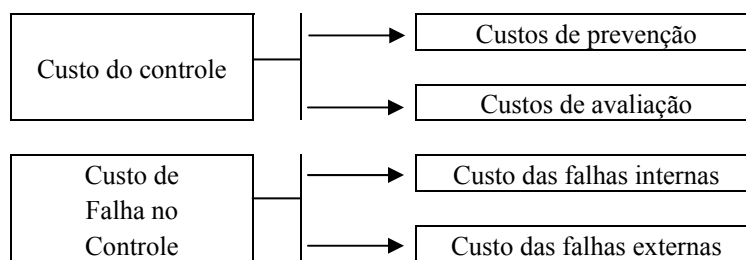 Custo do controle
Custos de prevenção
Custos de avaliação
Custo de
Falha no
Controle
Custo das falhas internas
Custo das falhas externas